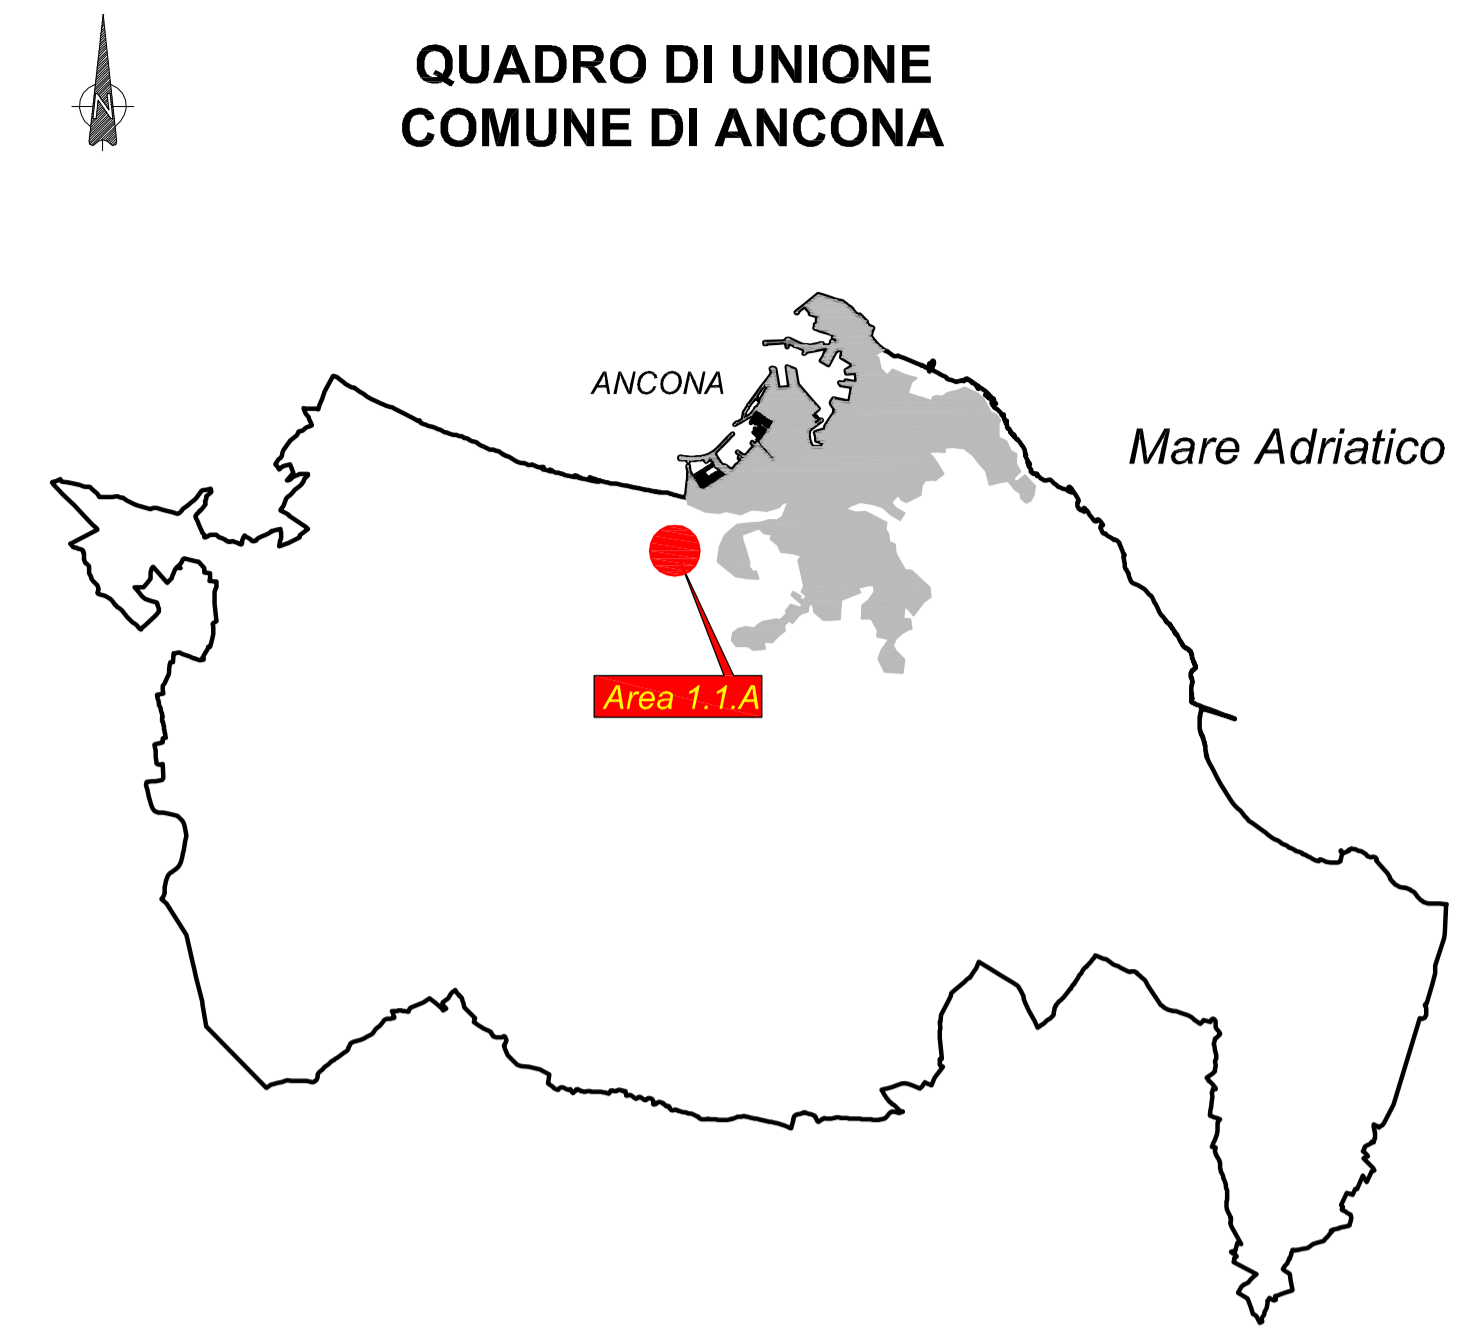 N
QUADRO DI UNIONE
COMUNE DI ANCONA
ANCONA
Mare Adriatico
Area 1.1.A